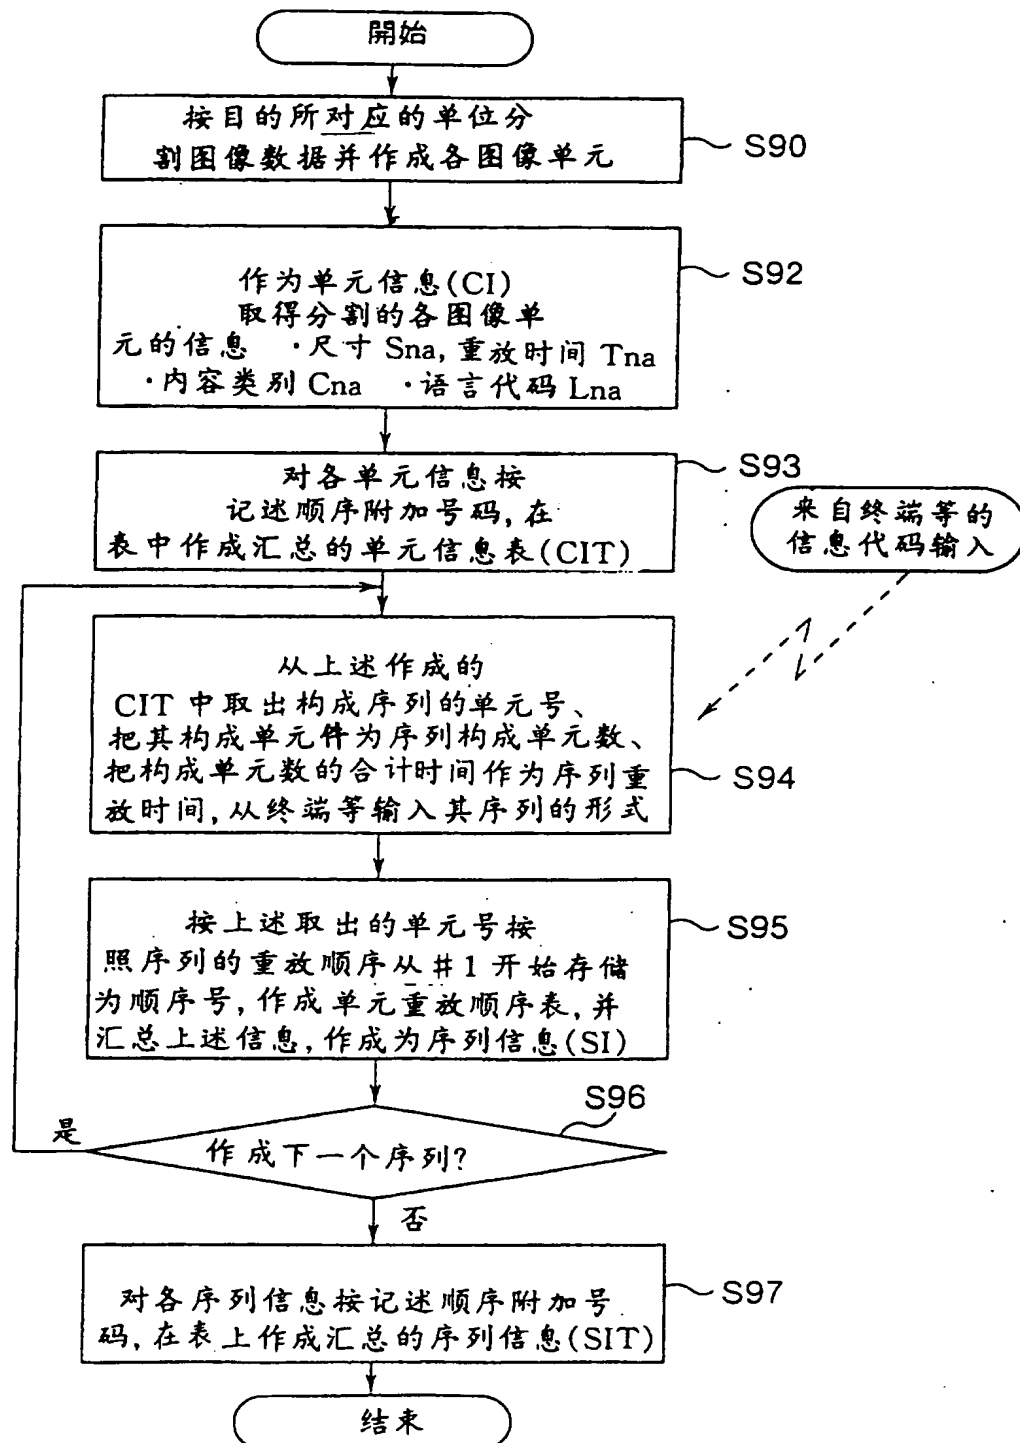 開始
按目的所对应的单位分
割图像数据并作成各图像单元
S90
作为单元信息(CI)
取得分割的各图像单
元的信息 ·尺寸 Sna, 重放时间 Tna
·内容类别 Cna ·语言代码 Lna
S92
对各单元信息按
记述顺序附加号码, 在
表中作成汇总的单元信息表(CIT)
S93
来自终端等的
信息代码输入
从上述作成的
CIT 中取出构成序列的单元号、
把其构成单元件为序列构成单元数、
把构成单元数的合计时间作为序列重
放时间, 从终端等输入其序列的形式
S94
按上述取出的单元号按
照序列的重放顺序从 #1 开始存储
为顺序号, 作成单元重放顺序表, 并
汇总上述信息, 作成为序列信息(SI)
S95
S96
是
作成下一个序列?
否
对各序列信息按记述顺序附加号
码, 在表上作成汇总的序列信息(SIT)
S97
结束